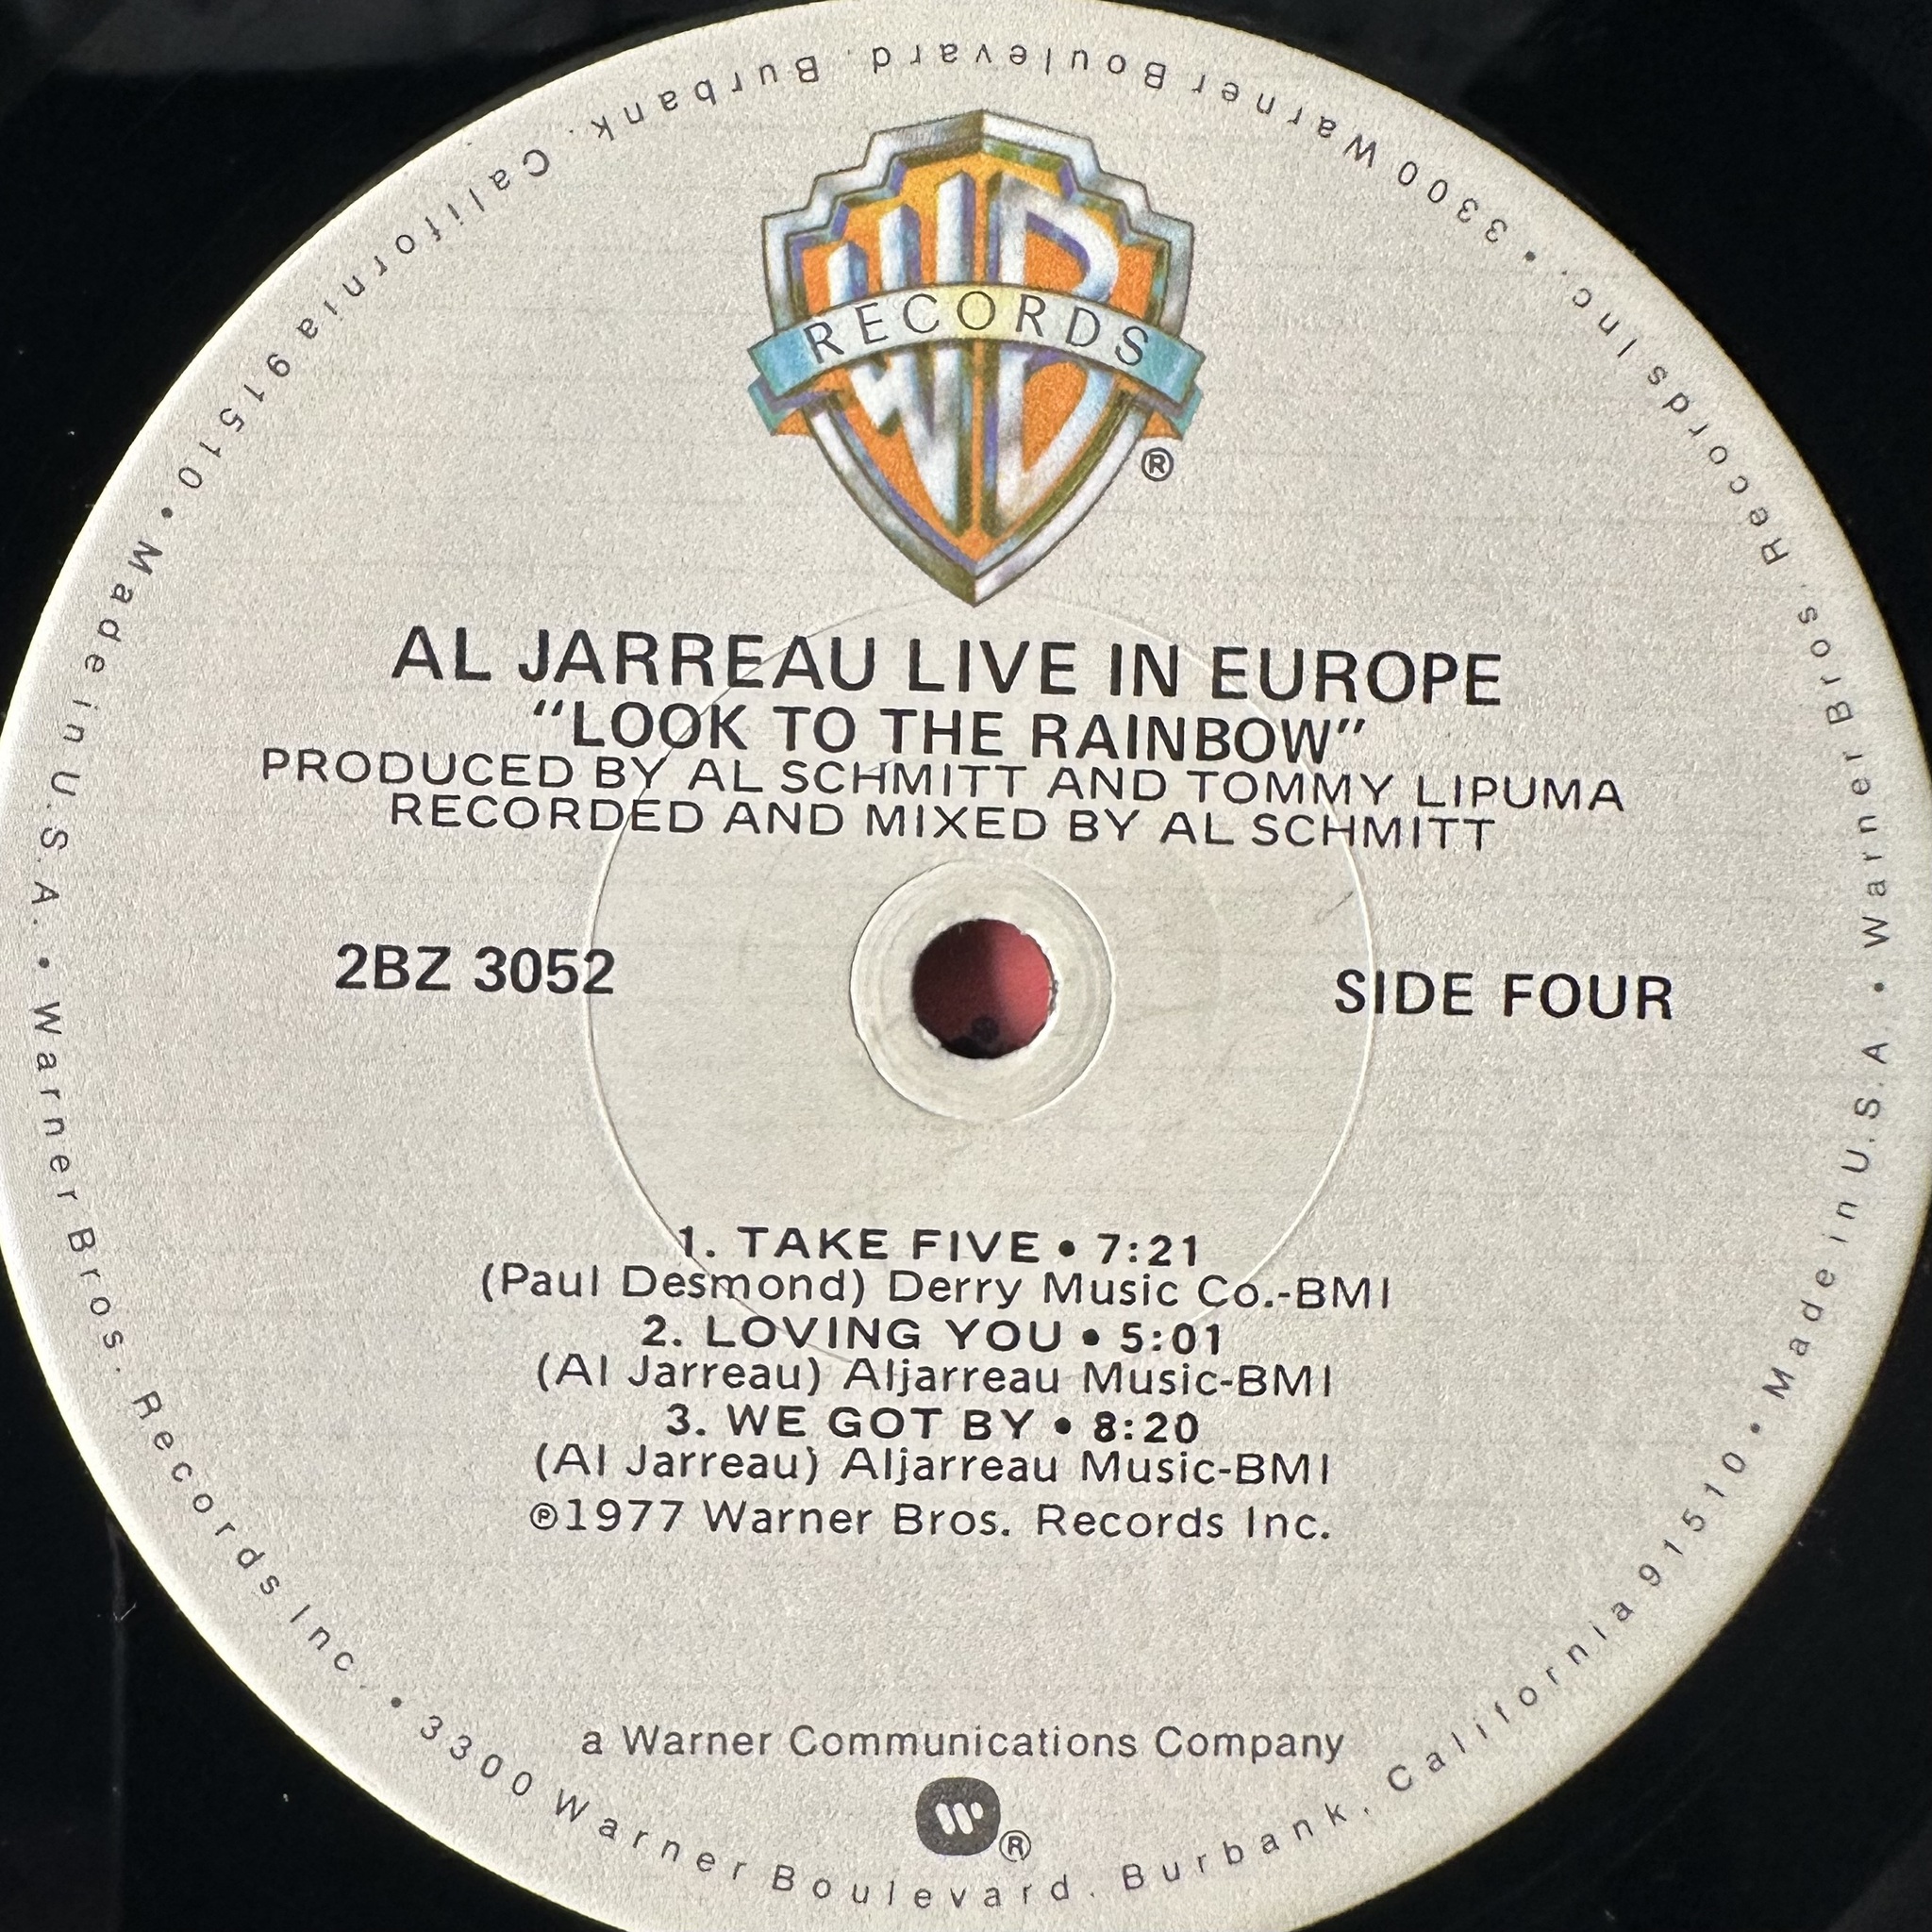 WB
RECORDS
®
AL JARREAU LIVE IN EUROPE
"LOOK TO THE RAINBOW"
PRODUCED BY AL SCHMITT AND TOMMY LIPUMA
RECORDED AND MIXED BY AL SCHMITT
2BZ 3052
SIDE FOUR
1. TAKE FIVE • 7:21
(Paul Desmond) Derry Music Co.-BMI
2. LOVING YOU • 5:01
(Al Jarreau) Aljarreau Music-BMI
3. WE GOT BY • 8:20
(Al Jarreau) Aljarreau Music-BMI
℗1977 Warner Bros. Records Inc.
a Warner Communications Company
W®
• Warner Bros. Records Inc. • 3300 Warner Boulevard. Burbank. California 91510 • Made in U.S.A. • Warner Bros. Records Inc. • 3300 Warner Boulevard. Burbank. California 91510 • Made in U.S.A.